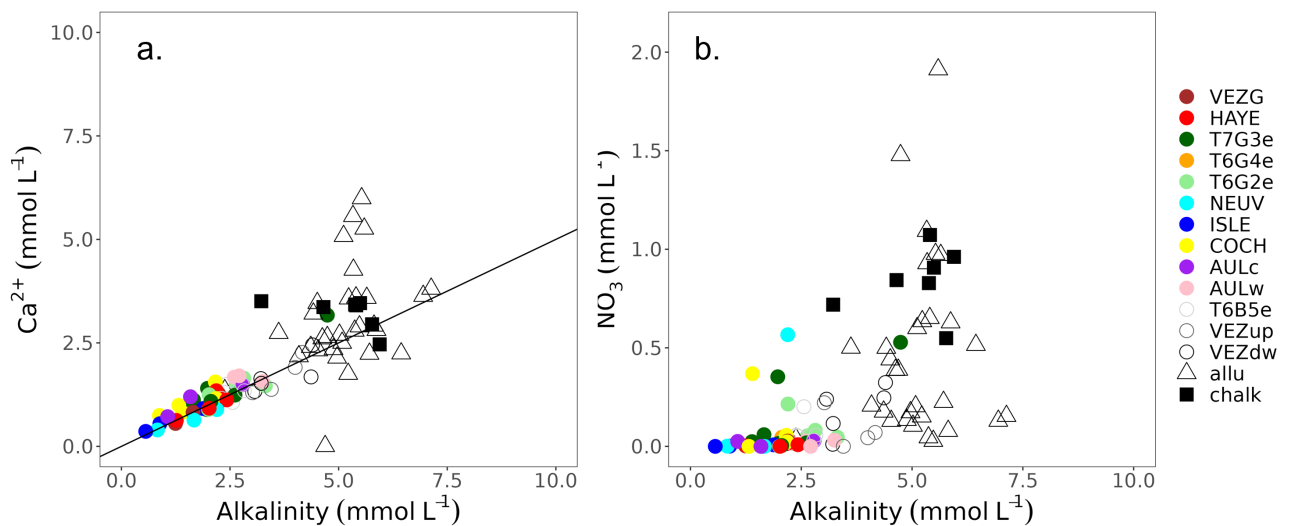 a.
10.0
7.5
5.0
2.5
0.0
Ca²⁺ (mmol L⁻¹)
0.0 2.5 5.0 7.5 10.0
Alkalinity (mmol L⁻¹)
b.
2.0
1.5
1.0
0.5
0.0
NO₃ (mmol L⁻¹)
0.0 2.5 5.0 7.5 10.0
Alkalinity (mmol L⁻¹)
VEZG
HAYE
T7G3e
T6G4e
T6G2e
NEUV
ISLE
COCH
AULc
AULw
T6B5e
VEZup
VEZdw
allu
chalk